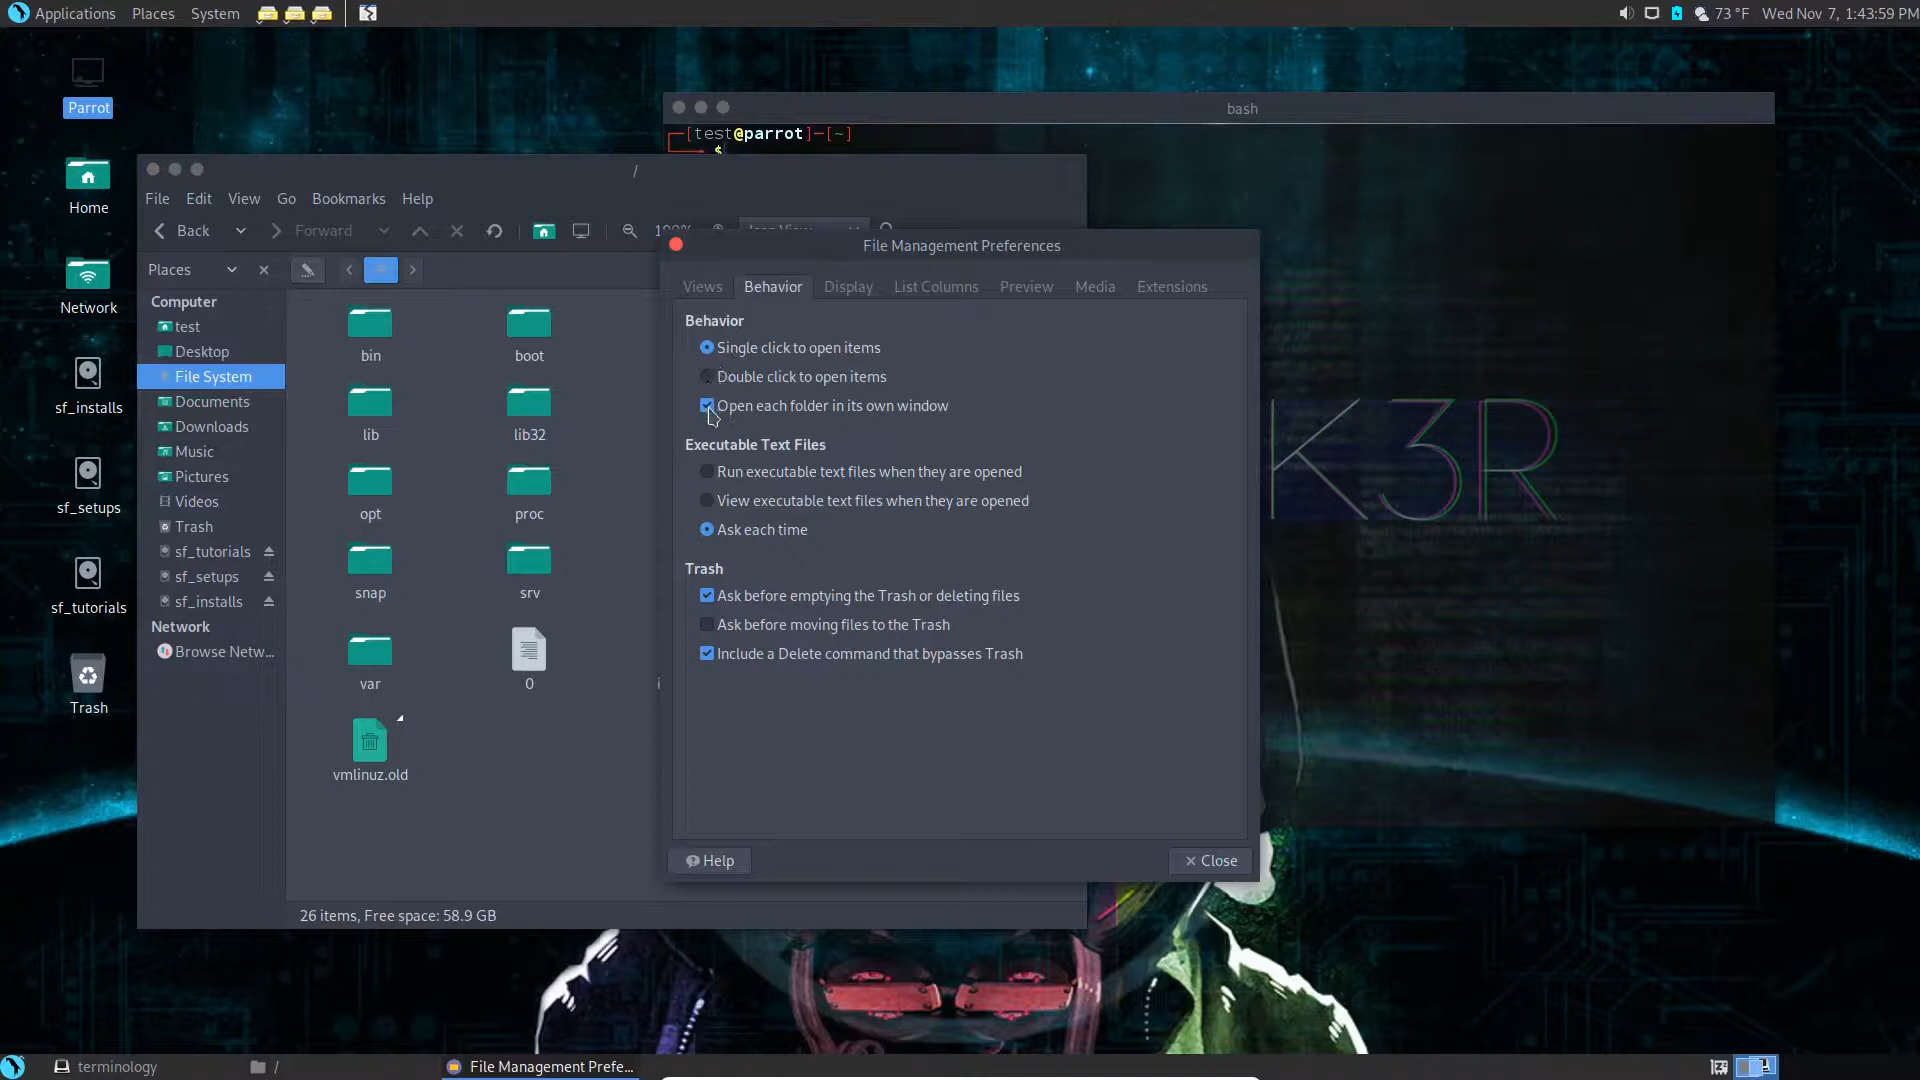 Applications Places System
73 °F Wed Nov 7, 1:43:59 PM
Parrot
Home
Network
sf_installs
sf_setups
sf_tutorials
Trash
bash
┌─[test@parrot]─[~]
└──╼ $
/
File Edit View Go Bookmarks Help
Back Forward
Places
Computer
test
Desktop
File System
Documents
Downloads
Music
Pictures
Videos
Trash
sf_tutorials
sf_setups
sf_installs
Network
Browse Netw...
bin boot
lib lib32
opt proc
snap srv
var 0
vmlinuz.old
26 items, Free space: 58.9 GB
File Management Preferences
Views Behavior Display List Columns Preview Media Extensions
Behavior
Single click to open items
Double click to open items
Open each folder in its own window
Executable Text Files
Run executable text files when they are opened
View executable text files when they are opened
Ask each time
Trash
Ask before emptying the Trash or deleting files
Ask before moving files to the Trash
Include a Delete command that bypasses Trash
Help Close
K3R
terminology / File Management Prefe...